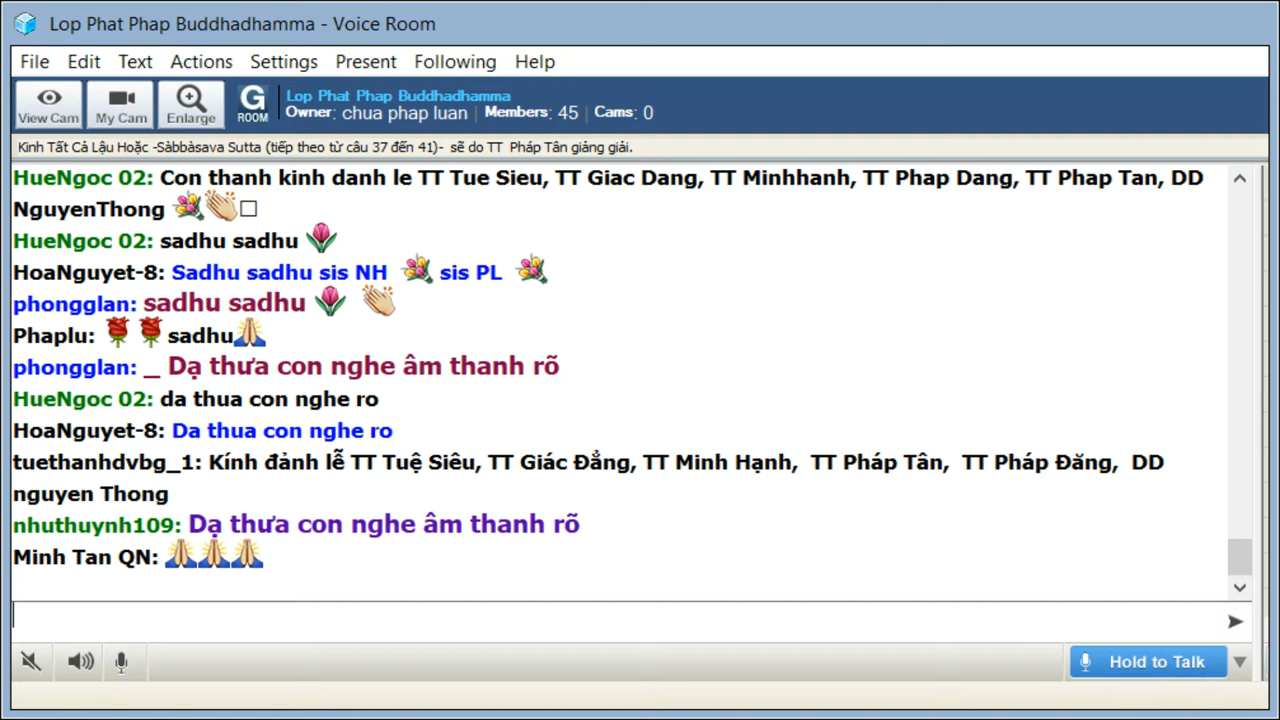 Lop Phat Phap Buddhadhamma - Voice Room
File Edit Text Actions Settings Present Following Help
View Cam My Cam Enlarge G ROOM
Lop Phat Phap Buddhadhamma
Owner: chua phap luan | Members: 45 | Cams: 0
Kinh Tất Cả Lậu Hoặc -Sàbbàsava Sutta (tiếp theo từ câu 37 đến 41)- sẽ do TT Pháp Tân giảng giải.
HueNgoc 02: Con thanh kinh danh le TT Tue Sieu, TT Giac Dang, TT Minhhanh, TT Phap Dang, TT Phap Tan, DD
NguyenThong 💐👏□
HueNgoc 02: sadhu sadhu 🌷
HoaNguyet-8: Sadhu sadhu sis NH 💐 sis PL 💐
phongglan: sadhu sadhu 🌷 👏
Phaplu: 🌹🌹sadhu🙏
phongglan: _ Dạ thưa con nghe âm thanh rõ
HueNgoc 02: da thua con nghe ro
HoaNguyet-8: Da thua con nghe ro
tuethanhdvbg_1: Kính đảnh lễ TT Tuệ Siêu, TT Giác Đẳng, TT Minh Hạnh, TT Pháp Tân, TT Pháp Đăng, DD
nguyen Thong
nhuthuynh109: Dạ thưa con nghe âm thanh rõ
Minh Tan QN: 🙏🙏🙏
Hold to Talk